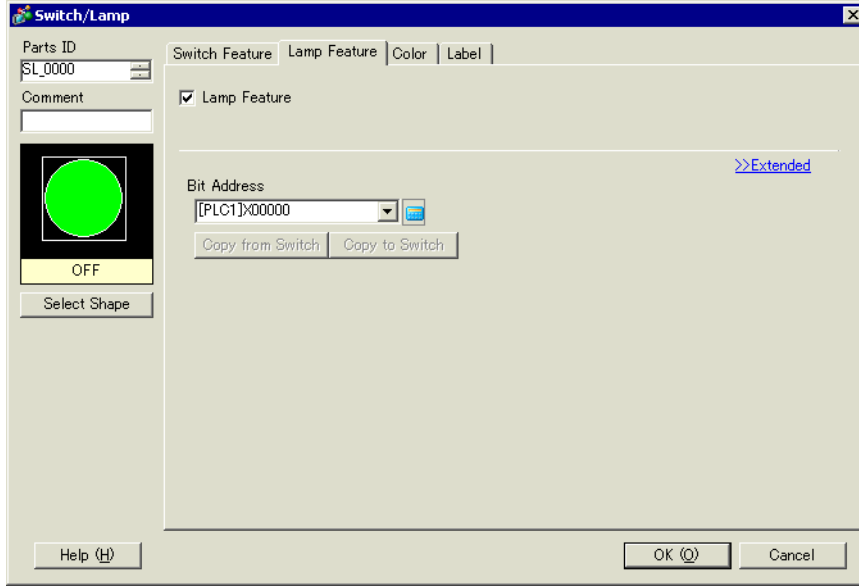 Switch/Lamp
Parts ID
SL_0000
Comment
OFF
Select Shape
Switch Feature
Lamp Feature
Color
Label
Lamp Feature
>>Extended
Bit Address
[PLC1]X00000
Copy from Switch
Copy to Switch
Help (H)
OK (O)
Cancel